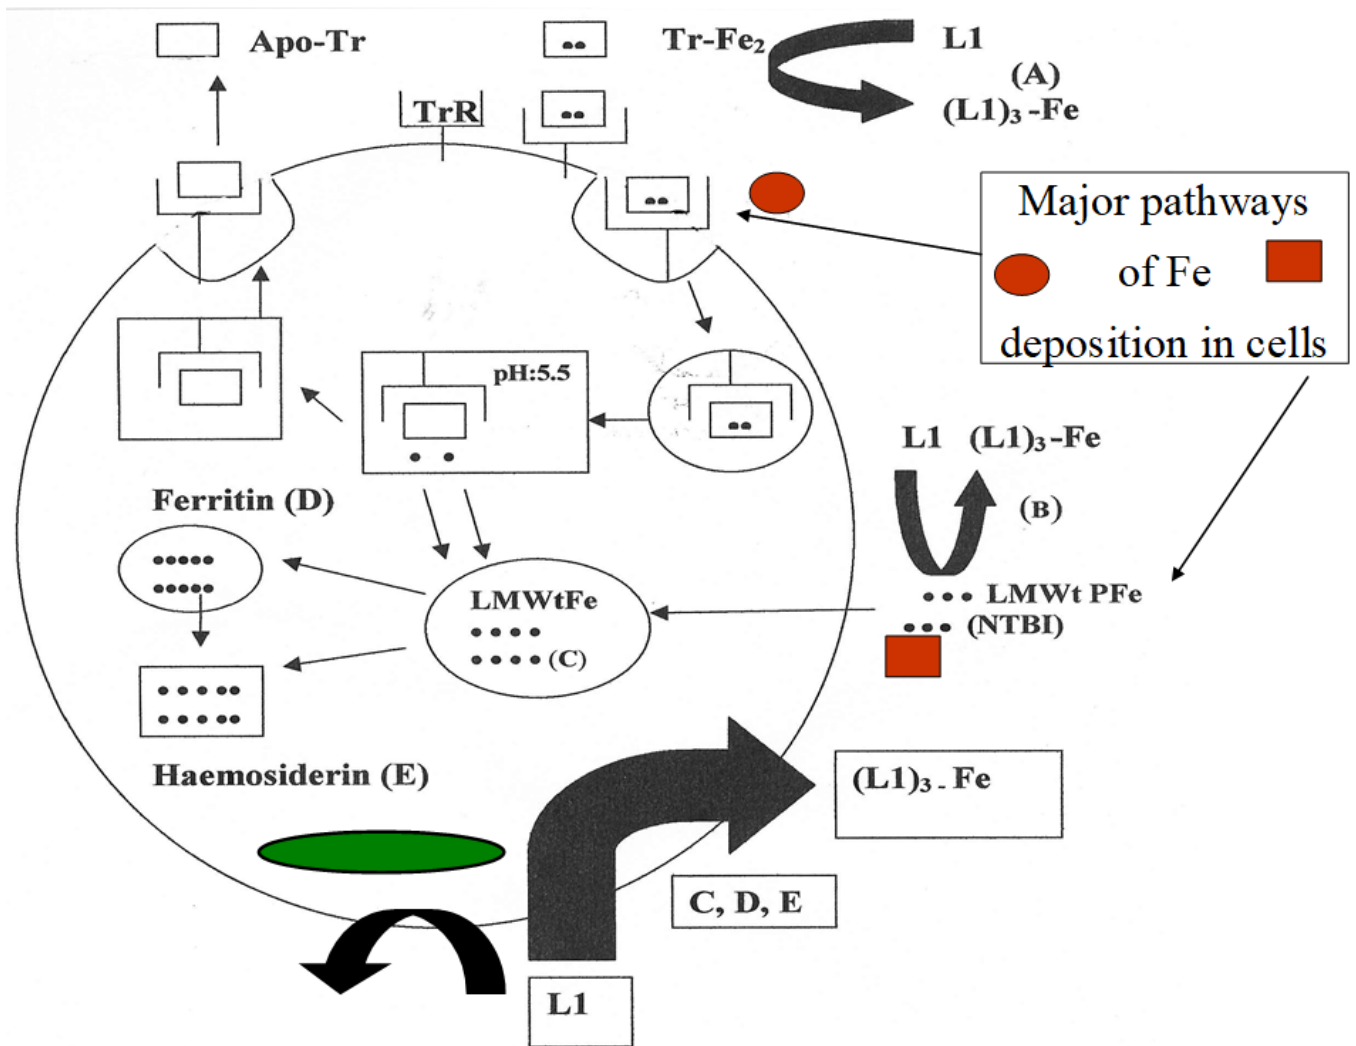 Apo-Tr
Tr-Fe₂
L1
(A)
(L1)₃ -Fe
TrR
Major pathways
of Fe
deposition in cells
pH:5.5
L1 (L1)₃-Fe
(B)
Ferritin (D)
LMWtFe
(C)
LMWt PFe
(NTBI)
Haemosiderin (E)
(L1)₃ - Fe
C, D, E
L1